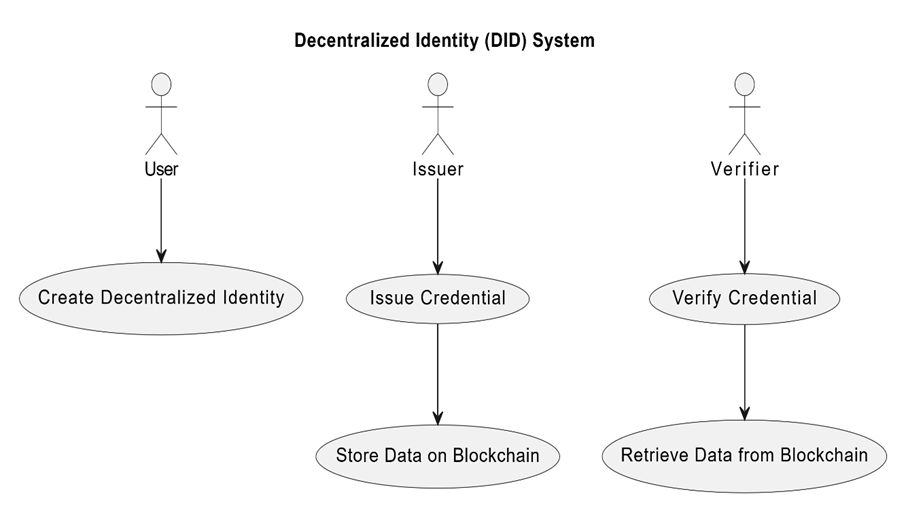 Decentralized Identity (DID) System
User
Issuer
Verifier
Create Decentralized Identity
Issue Credential
Verify Credential
Store Data on Blockchain
Retrieve Data from Blockchain